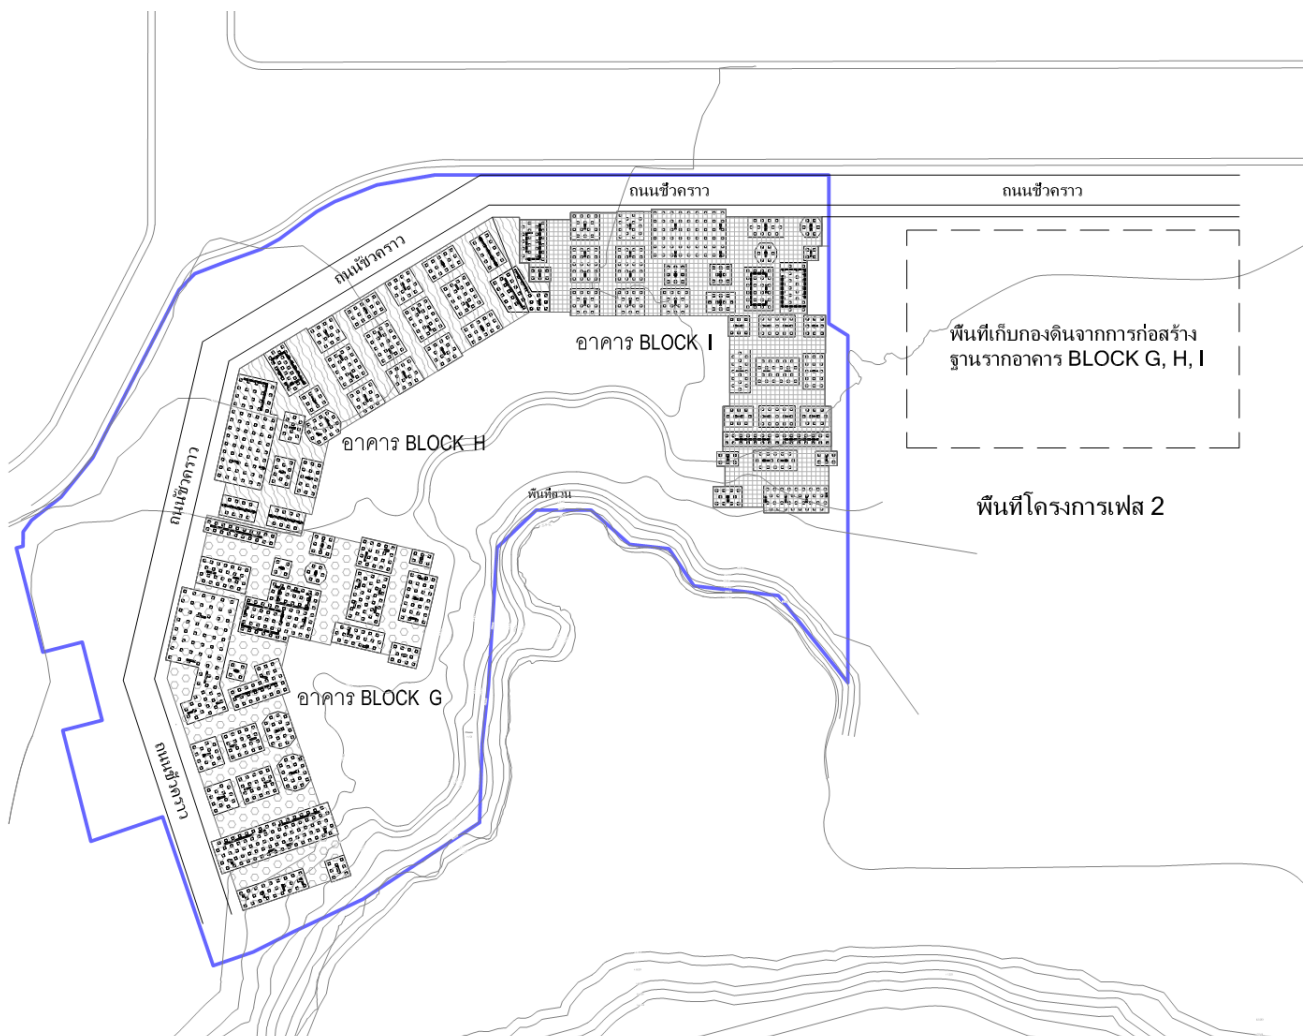 ถนนชั่วคราว
ถนนชั่วคราว
ถนนชั่วคราว
อาคาร BLOCK I
พื้นที่เก็บกองดินจากการก่อสร้าง
ฐานรากอาคาร BLOCK G, H, I
อาคาร BLOCK H
ถนนชั่วคราว
พื้นที่สวน
พื้นที่โครงการเฟส 2
อาคาร BLOCK G
ถนนชั่วคราว